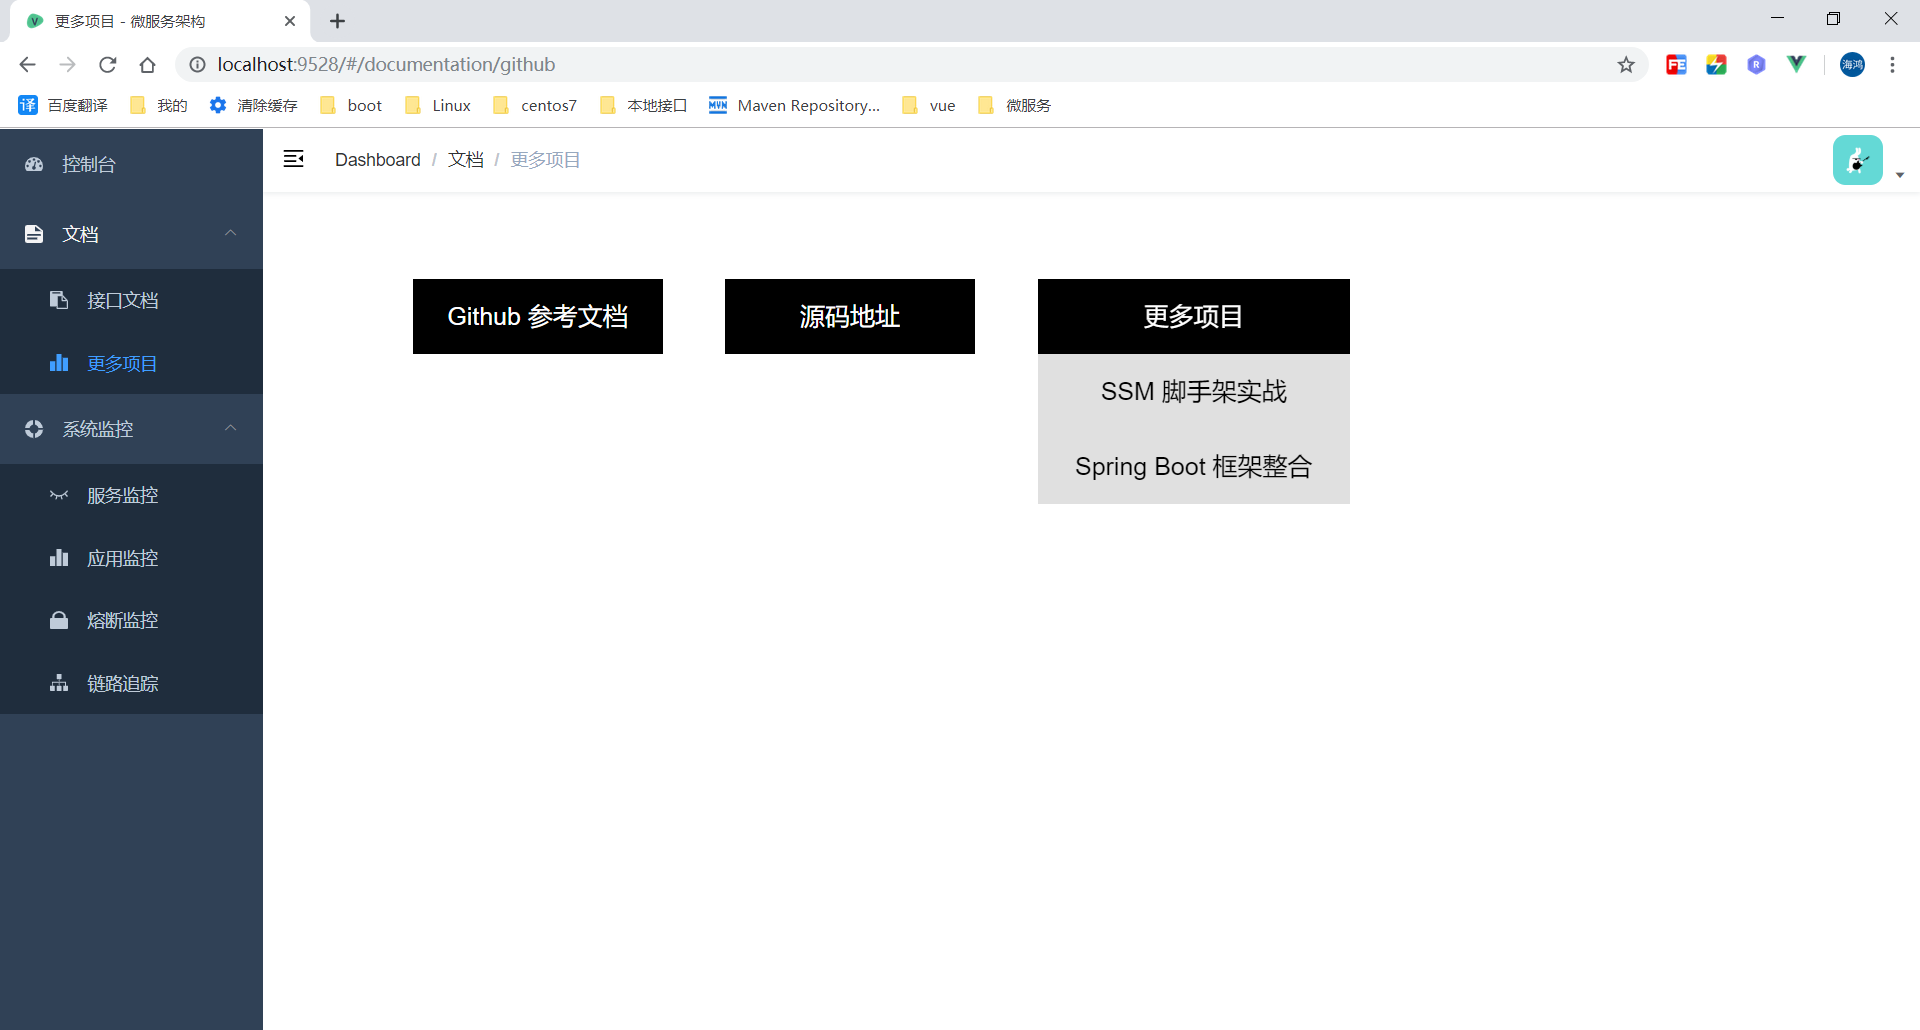 更多项目 - 微服务架构
localhost:9528/#/documentation/github
FE
R
海鸿
译 百度翻译 我的 清除缓存 boot Linux centos7 本地接口 MVN Maven Repository... vue 微服务
控制台
文档
接口文档
更多项目
系统监控
服务监控
应用监控
熔断监控
链路追踪
Dashboard / 文档 / 更多项目
Github 参考文档
源码地址
更多项目
SSM 脚手架实战
Spring Boot 框架整合